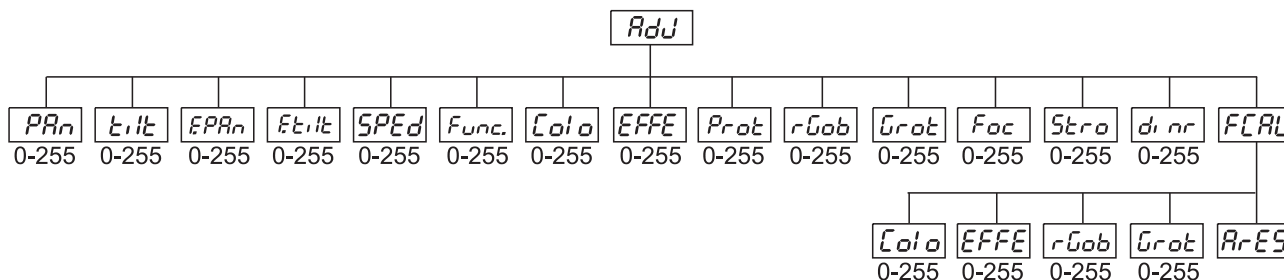 AdJ
PAn tilt F.PAn F.tilt SPEd Func. Colo EFFE Prot rGob Grot Foc Stro dinr FCAL
0-255 0-255 0-255 0-255 0-255 0-255 0-255 0-255 0-255 0-255 0-255 0-255 0-255 0-255
Colo EFFE rGob Grot ArES
0-255 0-255 0-255 0-255